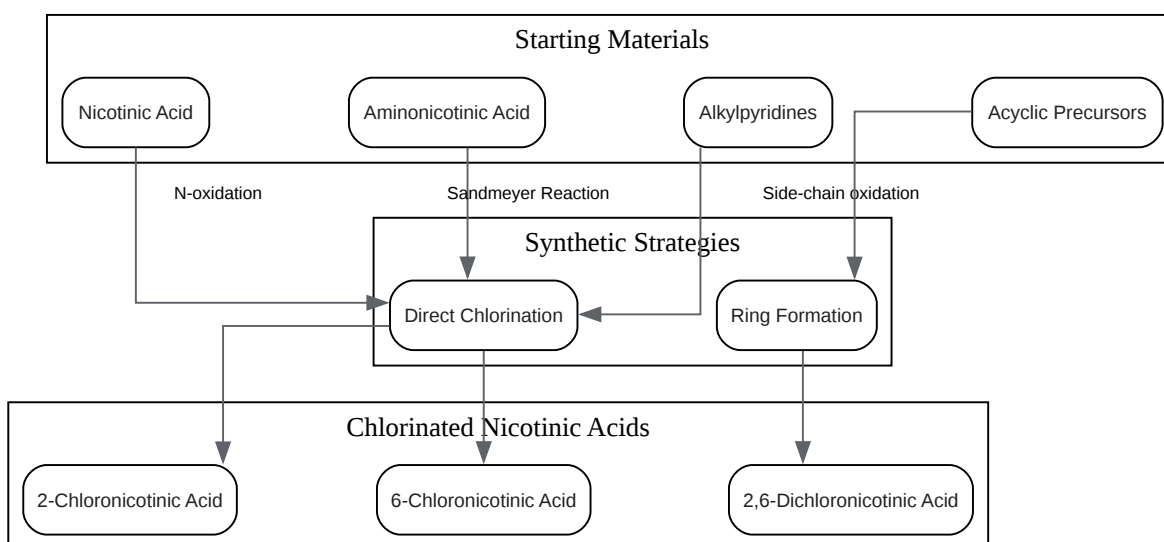 Starting Materials
Nicotinic Acid
Aminonicotinic Acid
Alkylpyridines
Acyclic Precursors
N-oxidation
Sandmeyer Reaction
Side-chain oxidation
Synthetic Strategies
Direct Chlorination
Ring Formation
Chlorinated Nicotinic Acids
2-Chloronicotinic Acid
6-Chloronicotinic Acid
2,6-Dichloronicotinic Acid